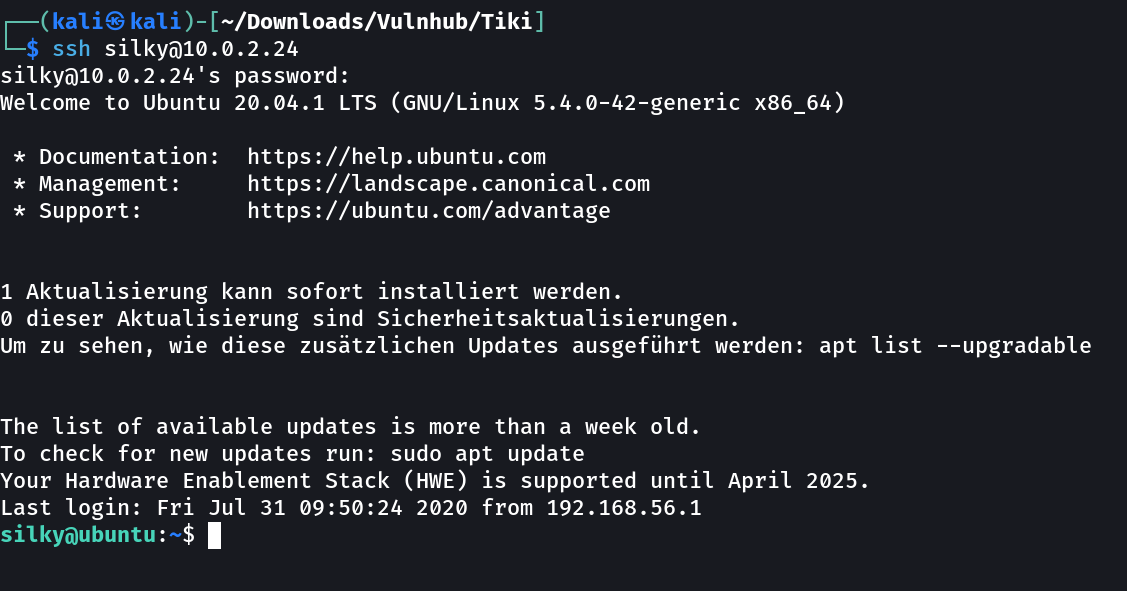 ┌──(kali㉿kali)-[~/Downloads/Vulnhub/Tiki]
└─$ ssh silky@10.0.2.24
silky@10.0.2.24's password:
Welcome to Ubuntu 20.04.1 LTS (GNU/Linux 5.4.0-42-generic x86_64)
* Documentation:  https://help.ubuntu.com
* Management:     https://landscape.canonical.com
* Support:        https://ubuntu.com/advantage
1 Aktualisierung kann sofort installiert werden.
0 dieser Aktualisierung sind Sicherheitsaktualisierungen.
Um zu sehen, wie diese zusätzlichen Updates ausgeführt werden: apt list --upgradable
The list of available updates is more than a week old.
To check for new updates run: sudo apt update
Your Hardware Enablement Stack (HWE) is supported until April 2025.
Last login: Fri Jul 31 09:50:24 2020 from 192.168.56.1
silky@ubuntu:~$